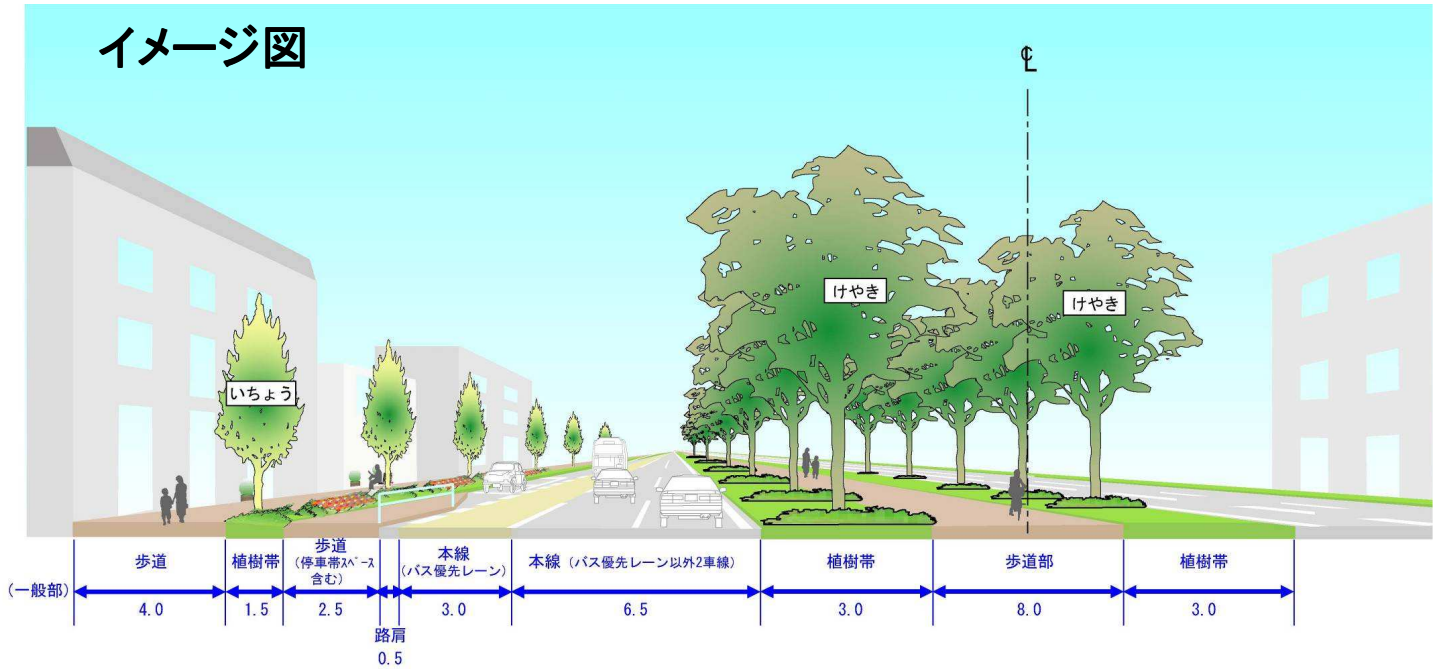 イメージ図
℄
けやき
けやき
いちょう
歩道
植樹帯
歩道
(停車帯ｽﾍﾟｰｽ
含む)
本線
(バス優先レーン)
本線（バス優先レーン以外2車線）
植樹帯
歩道部
植樹帯
(一般部)
4.0
1.5
2.5
3.0
6.5
3.0
8.0
3.0
路肩
0.5